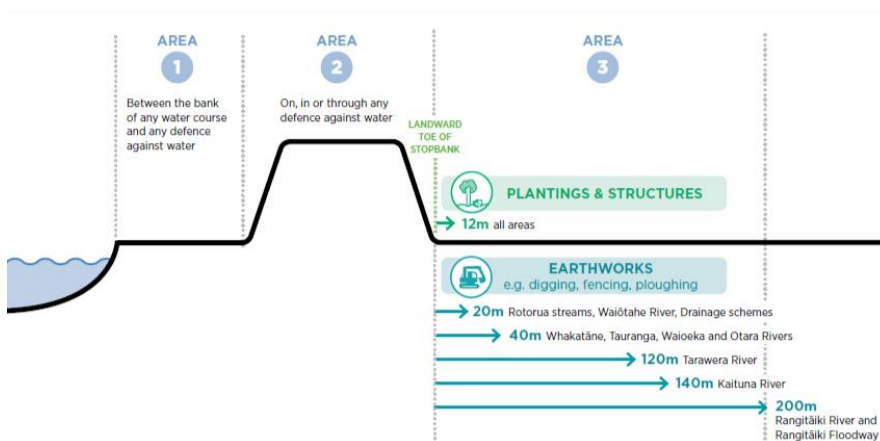 AREA
1
Between the bank
of any water course
and any defence
against water
AREA
2
On, in or through any
defence against water
LANDWARD
TOE OF
STOPBANK
AREA
3
PLANTINGS & STRUCTURES
12m all areas
EARTHWORKS
e.g. digging, fencing, ploughing
20m Rotorua streams, Waiōtahe River, Drainage schemes
40m Whakatāne, Tauranga, Waioeka and Otara Rivers
120m Tarawera River
140m Kaituna River
200m
Rangitāiki River and
Rangitāiki Floodway